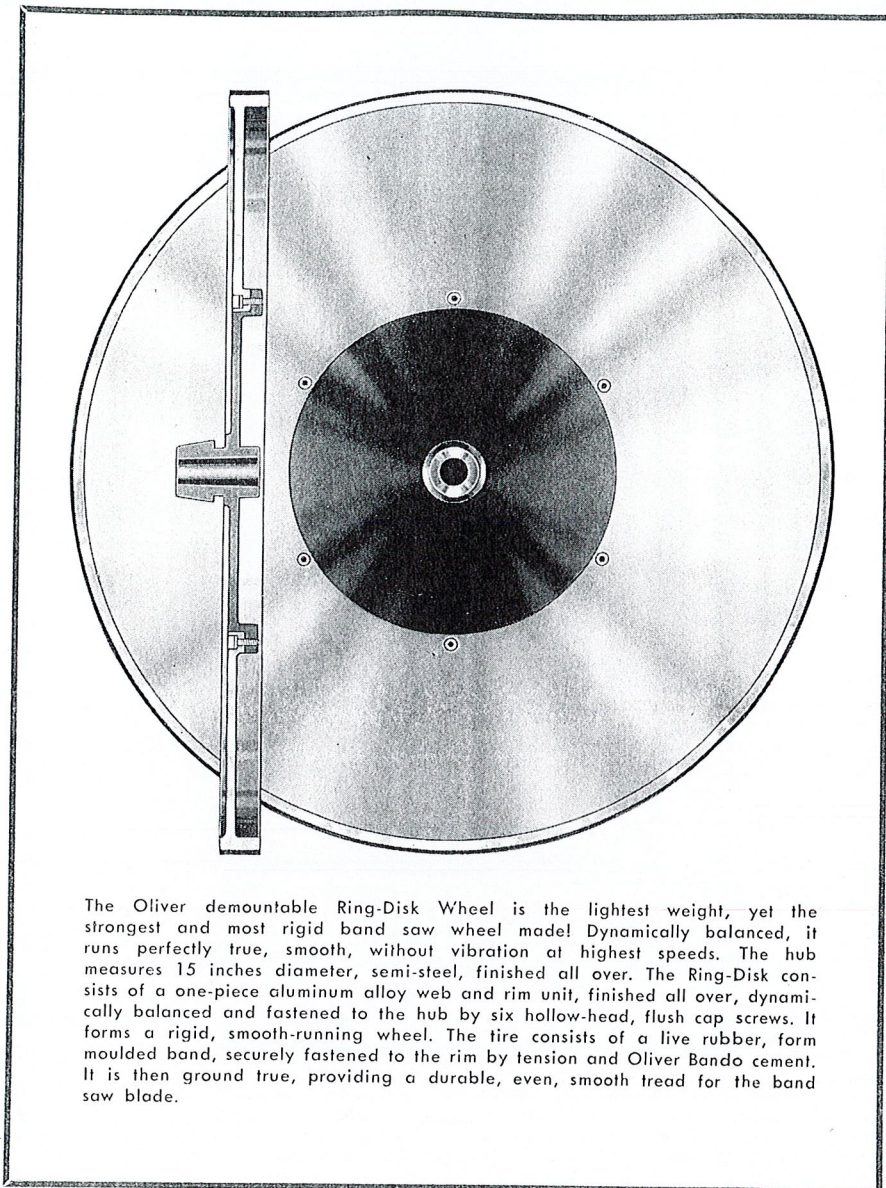 The Oliver demountable Ring-Disk Wheel is the lightest weight, yet the
strongest and most rigid band saw wheel made! Dynamically balanced, it
runs perfectly true, smooth, without vibration at highest speeds. The hub
measures 15 inches diameter, semi-steel, finished all over. The Ring-Disk con-
sists of a one-piece aluminum alloy web and rim unit, finished all over, dynami-
cally balanced and fastened to the hub by six hollow-head, flush cap screws. It
forms a rigid, smooth-running wheel. The tire consists of a live rubber, form
moulded band, securely fastened to the rim by tension and Oliver Bando cement.
It is then ground true, providing a durable, even, smooth tread for the band
saw blade.